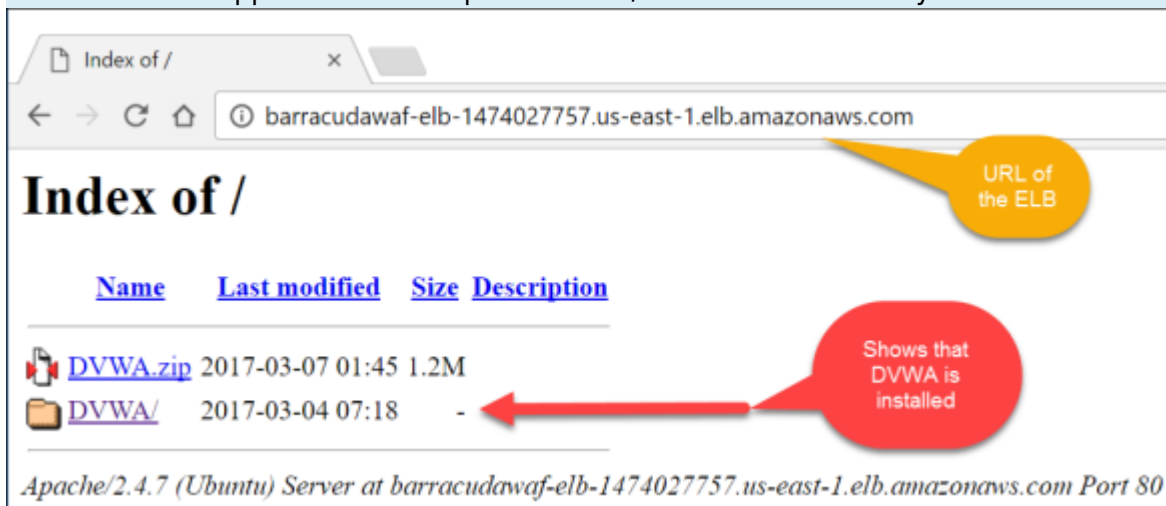 Index of /
barracudawaf-elb-1474027757.us-east-1.elb.amazonaws.com
URL of
the ELB
Index of /
Name Last modified Size Description
DVWA.zip 2017-03-07 01:45 1.2M
DVWA/ 2017-03-04 07:18 -
Shows that
DVWA is
installed
Apache/2.4.7 (Ubuntu) Server at barracudawaf-elb-1474027757.us-east-1.elb.amazonaws.com Port 80